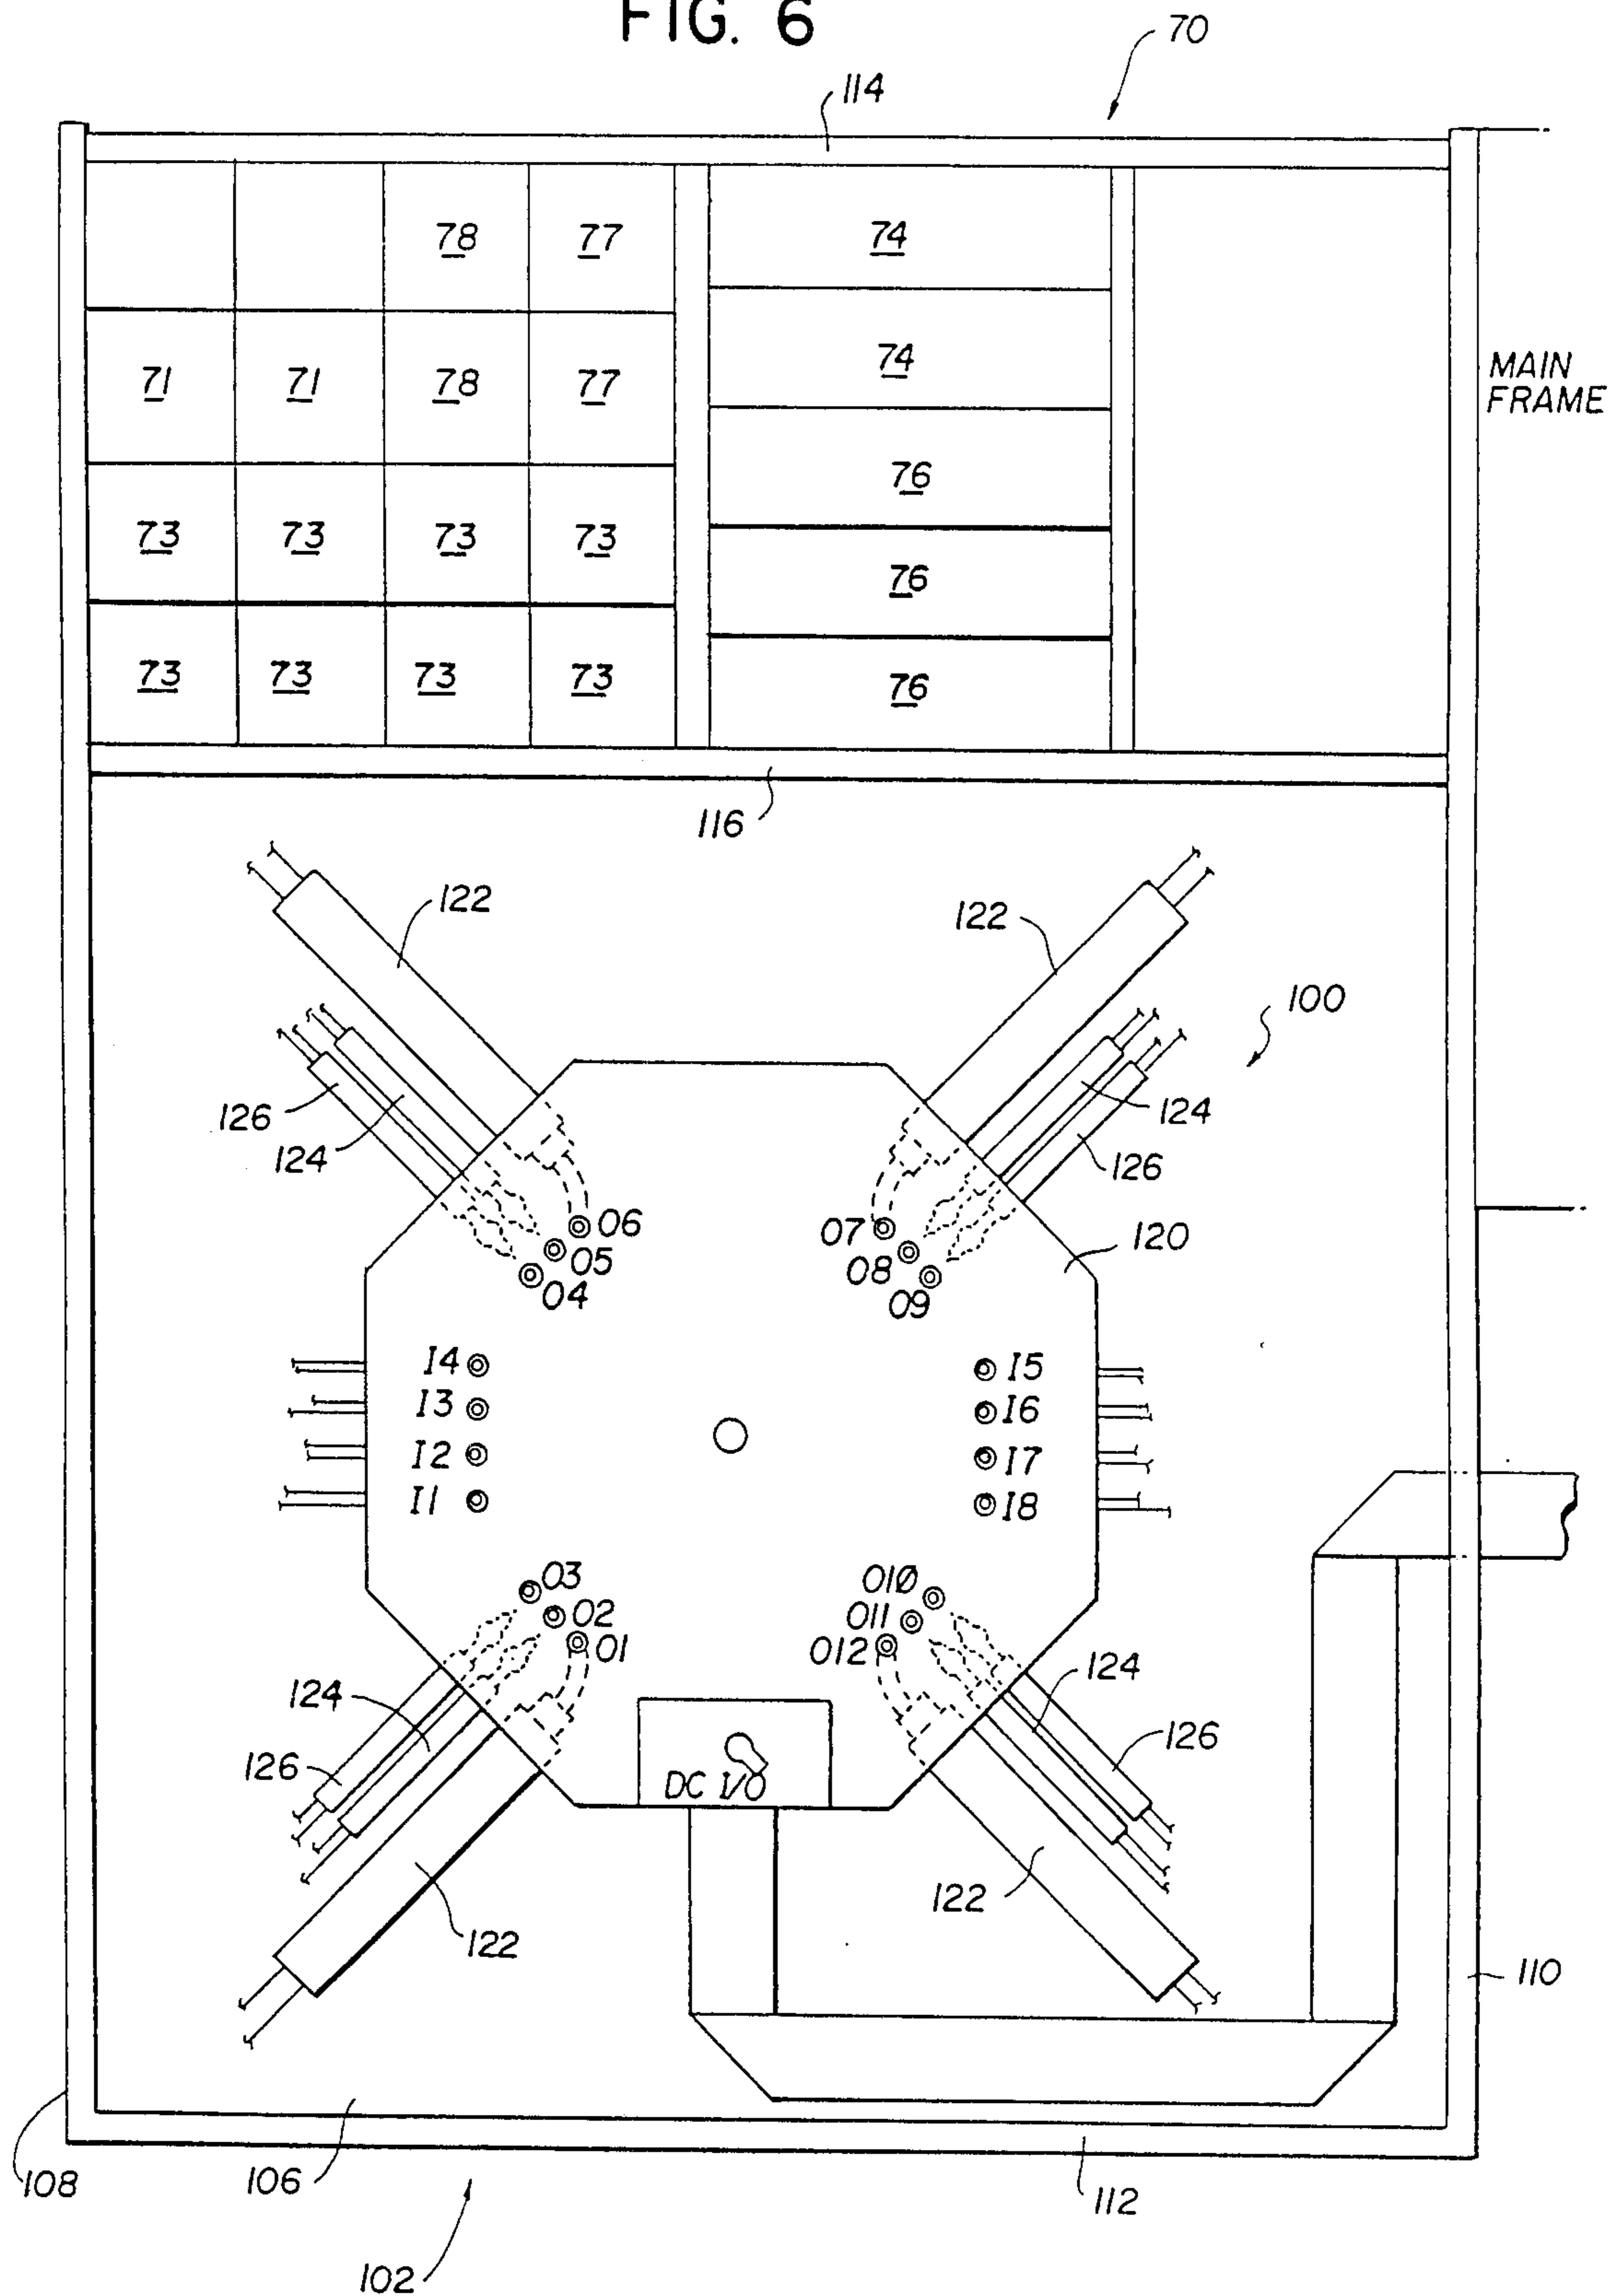 FIG. 6
70
114
78 77 74
71 71 78 77 74
MAIN
FRAME
76
73 73 73 73
76
73 73 73 73
76
116
122 122
100
126 124
124 126
06 07
05 08
04 09
120
I4 I5
I3 I6
I2 I7
I1 I8
03 010
02 011
01 012
124 124
126 126
DC I/O
122 122
110
108 106 112
102